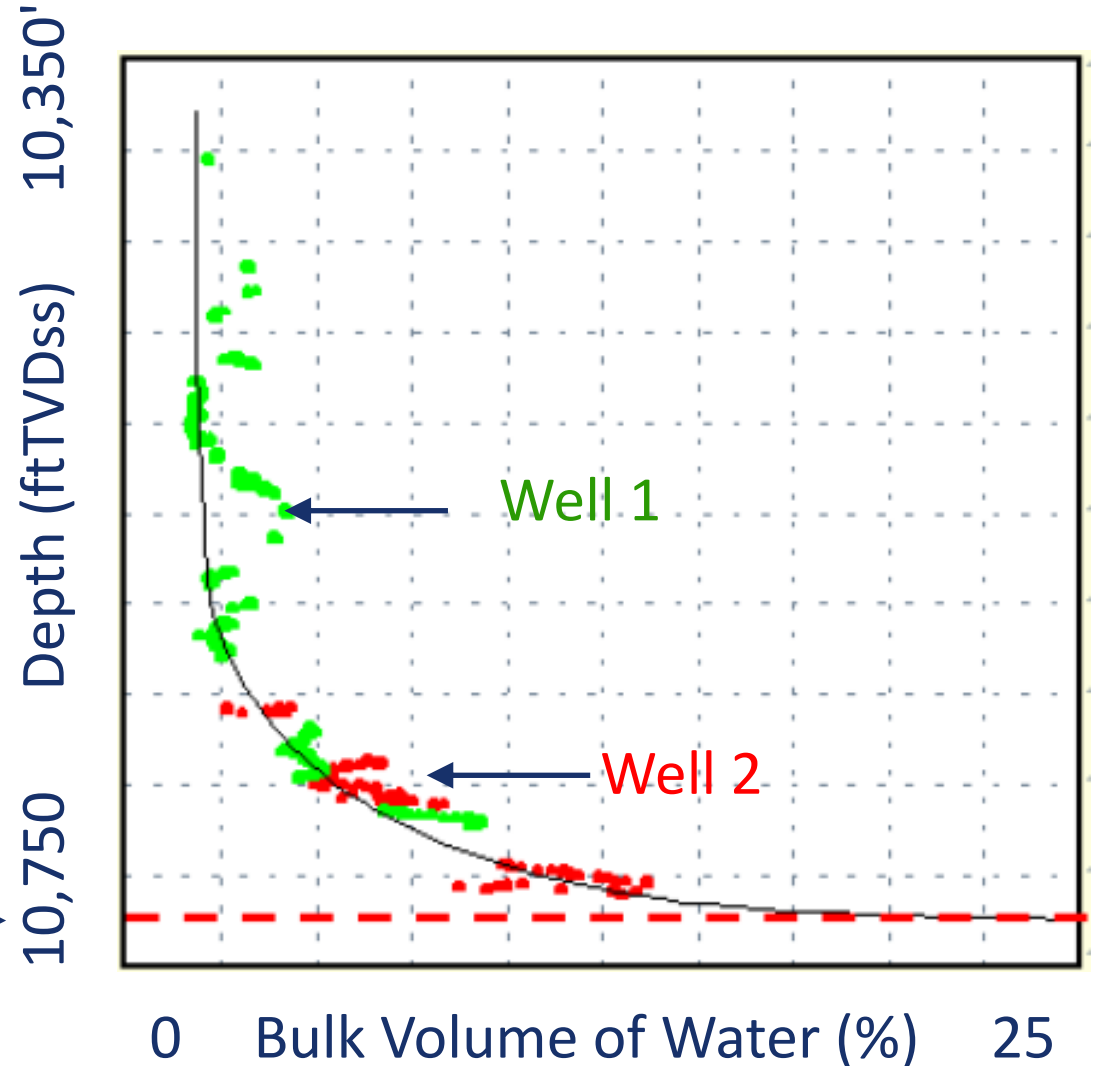 10,350'
Depth (ftTVDss)
10,750
Well 1
Well 2
0 Bulk Volume of Water (%) 25